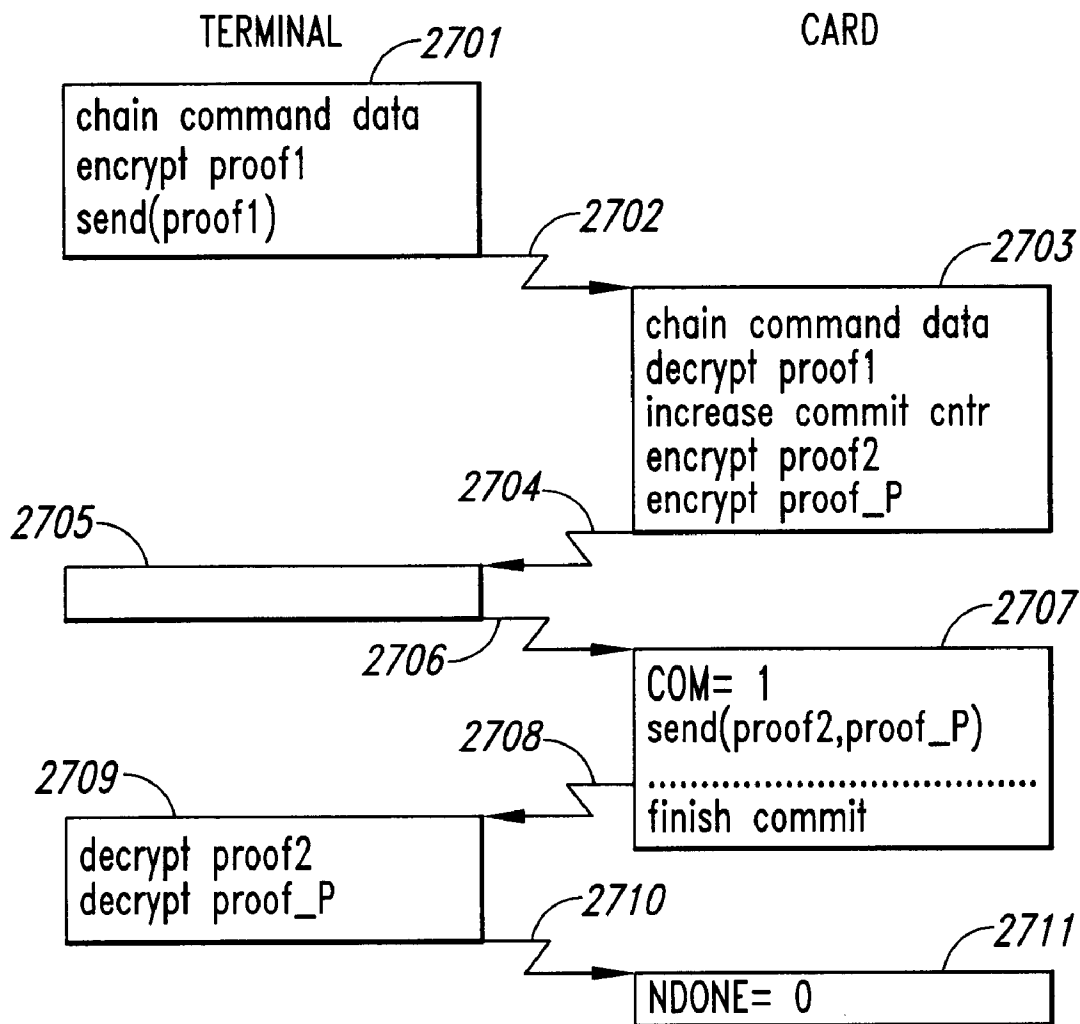 TERMINAL CARD
2701
chain command data
encrypt proof1
send(proof1)
2702
2703
chain command data
decrypt proof1
increase commit cntr
encrypt proof2
encrypt proof_P
2704
2705
2706
2707
COM= 1
send(proof2,proof_P)
finish commit
2708
2709
decrypt proof2
decrypt proof_P
2710
2711
NDONE= 0